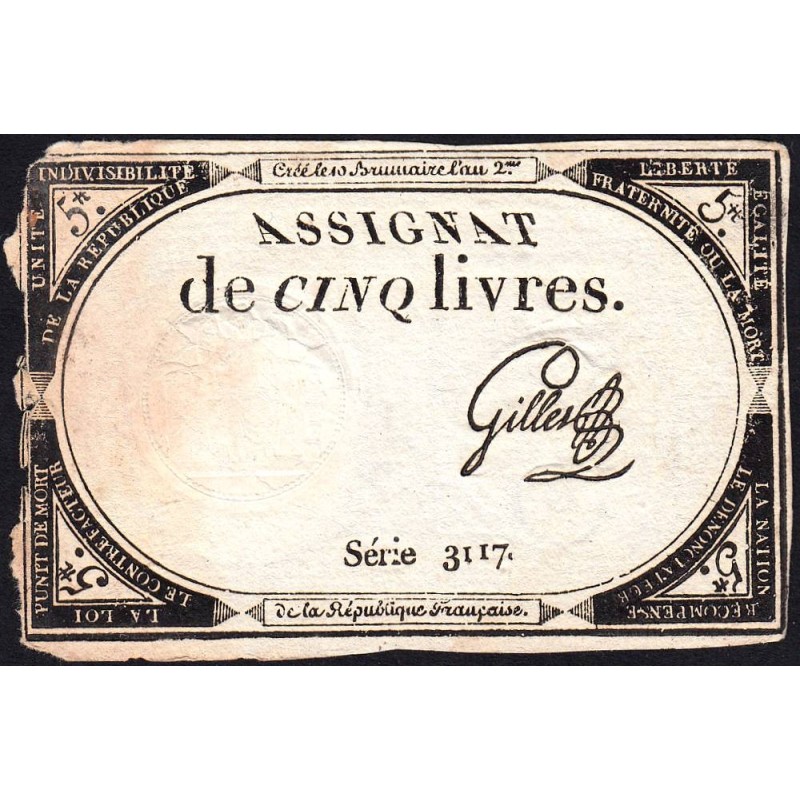 Créé le 10 Brumaire l'an 2.me
UNITÉ INDIVISIBILITÉ
DE LA RÉPUBLIQUE
5#.
LIBERTÉ ÉGALITÉ
FRATERNITÉ OU LA MORT
5#.
ASSIGNAT
de CINQ livres.
Gilles
Série 3117.
LA LOI PUNIT DE MORT
LE CONTREFACTEUR
5#.
LA NATION RÉCOMPENSE
LE DÉNONCIATEUR
5#.
de la République Française.